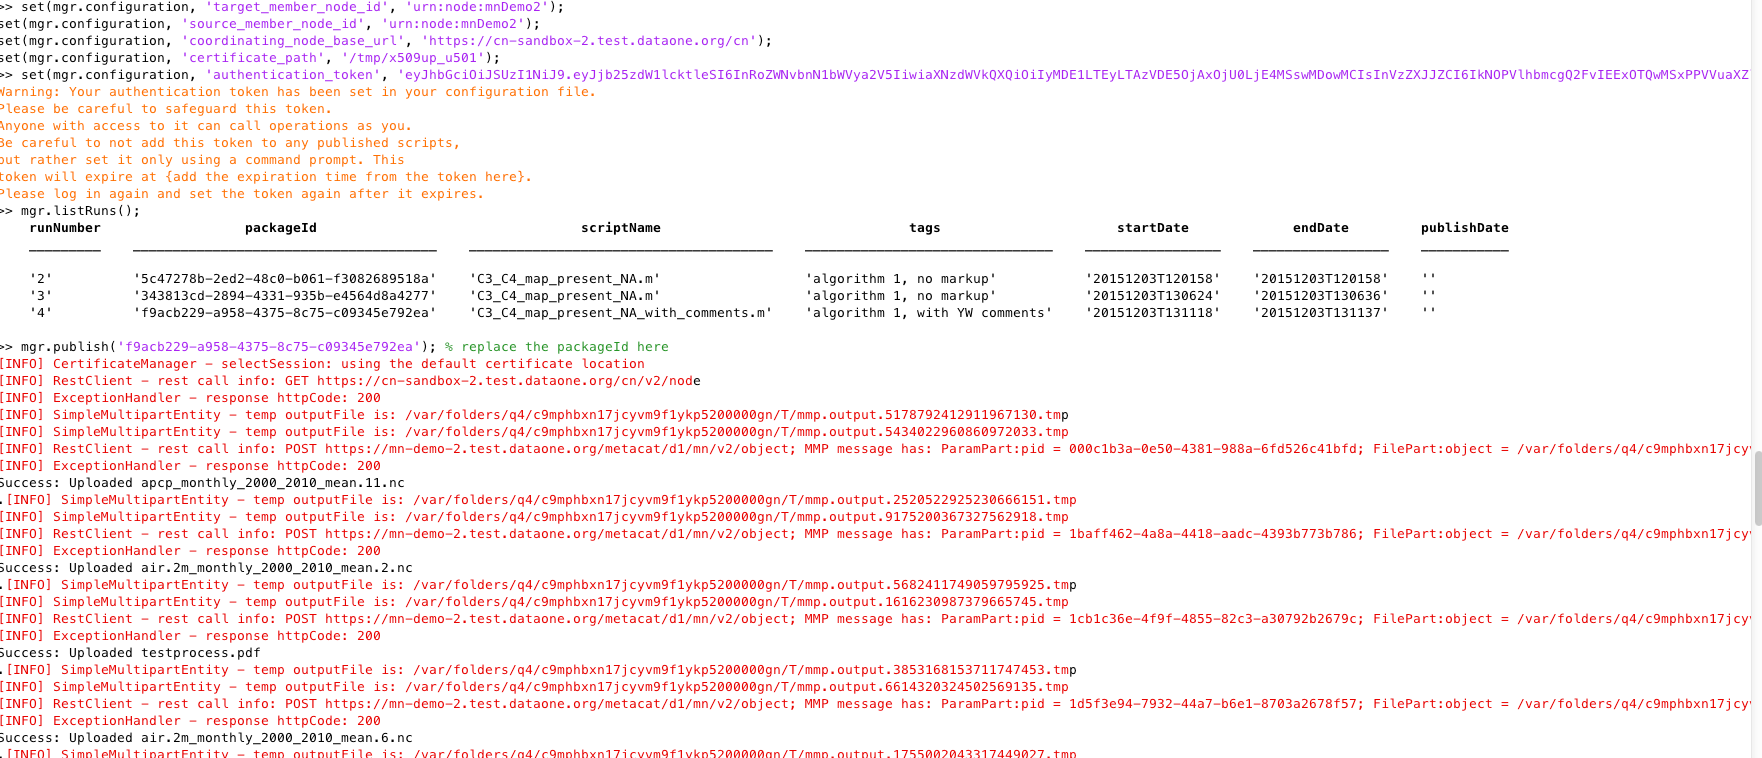 >> set(mgr.configuration, 'target_member_node_id', 'urn:node:mnDemo2');
set(mgr.configuration, 'source_member_node_id', 'urn:node:mnDemo2');
set(mgr.configuration, 'coordinating_node_base_url', 'https://cn-sandbox-2.test.dataone.org/cn');
set(mgr.configuration, 'certificate_path', '/tmp/x509up_u501');
>> set(mgr.configuration, 'authentication_token',
Warning: Your authentication token has been set in your configuration file.
Please be careful to safeguard this token.
Anyone with access to it can call operations as you.
Be careful to not add this token to any published scripts,
but rather set it only using a command prompt. This
token will expire at {add the expiration time from the token here}.
Please log in again and set the token again after it expires.
>> mgr.listRuns();
runNumber packageId scriptName tags startDate endDate publishDate
'2' '5c47278b-2ed2-48c0-b061-f3082689518a' 'C3_C4_map_present_NA.m' 'algorithm 1, no markup' '20151203T120158' '20151203T120158' ''
'3' '343813cd-2894-4331-935b-e4564d8a4277' 'C3_C4_map_present_NA.m' 'algorithm 1, no markup' '20151203T130624' '20151203T130636' ''
'4' 'f9acb229-a958-4375-8c75-c09345e792ea' 'C3_C4_map_present_NA_with_comments.m' 'algorithm 1, with YW comments' '20151203T131118' '20151203T131137' ''
>> mgr.publish('f9acb229-a958-4375-8c75-c09345e792ea'); % replace the packageId here
[INFO] CertificateManager - selectSession: using the default certificate location
[INFO] RestClient - rest call info: GET https://cn-sandbox-2.test.dataone.org/cn/v2/node
[INFO] ExceptionHandler - response httpCode: 200
[INFO] SimpleMultipartEntity - temp outputFile is: /var/folders/q4/c9mphbxn17jcyvm9f1ykp5200000gn/T/mmp.output.5178792412911967130.tmp
[INFO] SimpleMultipartEntity - temp outputFile is: /var/folders/q4/c9mphbxn17jcyvm9f1ykp5200000gn/T/mmp.output.5434022960860972033.tmp
[INFO] RestClient - rest call info: POST https://mn-demo-2.test.dataone.org/metacat/d1/mn/v2/object; MMP message has: ParamPart:pid = 000c1b3a-0e50-4381-988a-6fd526c41bfd; FilePart:object = /var/folders/q4/c9mphbxn17jcyv
[INFO] ExceptionHandler - response httpCode: 200
Success: Uploaded apcp_monthly_2000_2010_mean.11.nc
.[INFO] SimpleMultipartEntity - temp outputFile is: /var/folders/q4/c9mphbxn17jcyvm9f1ykp5200000gn/T/mmp.output.2520522925230666151.tmp
[INFO] SimpleMultipartEntity - temp outputFile is: /var/folders/q4/c9mphbxn17jcyvm9f1ykp5200000gn/T/mmp.output.9175200367327562918.tmp
[INFO] RestClient - rest call info: POST https://mn-demo-2.test.dataone.org/metacat/d1/mn/v2/object; MMP message has: ParamPart:pid = 1baff462-4a8a-4418-aadc-4393b773b786; FilePart:object = /var/folders/q4/c9mphbxn17jcyv
[INFO] ExceptionHandler - response httpCode: 200
Success: Uploaded air.2m_monthly_2000_2010_mean.2.nc
.[INFO] SimpleMultipartEntity - temp outputFile is: /var/folders/q4/c9mphbxn17jcyvm9f1ykp5200000gn/T/mmp.output.5682411749059795925.tmp
[INFO] SimpleMultipartEntity - temp outputFile is: /var/folders/q4/c9mphbxn17jcyvm9f1ykp5200000gn/T/mmp.output.1616230987379665745.tmp
[INFO] RestClient - rest call info: POST https://mn-demo-2.test.dataone.org/metacat/d1/mn/v2/object; MMP message has: ParamPart:pid = 1cb1c36e-4f9f-4855-82c3-a30792b2679c; FilePart:object = /var/folders/q4/c9mphbxn17jcyv
[INFO] ExceptionHandler - response httpCode: 200
Success: Uploaded testprocess.pdf
.[INFO] SimpleMultipartEntity - temp outputFile is: /var/folders/q4/c9mphbxn17jcyvm9f1ykp5200000gn/T/mmp.output.3853168153711747453.tmp
[INFO] SimpleMultipartEntity - temp outputFile is: /var/folders/q4/c9mphbxn17jcyvm9f1ykp5200000gn/T/mmp.output.6614320324502569135.tmp
[INFO] RestClient - rest call info: POST https://mn-demo-2.test.dataone.org/metacat/d1/mn/v2/object; MMP message has: ParamPart:pid = 1d5f3e94-7932-44a7-b6e1-8703a2678f57; FilePart:object = /var/folders/q4/c9mphbxn17jcyv
[INFO] ExceptionHandler - response httpCode: 200
Success: Uploaded air.2m_monthly_2000_2010_mean.6.nc
.[INFO] SimpleMultipartEntity - temp outputFile is: /var/folders/q4/c9mphbxn17jcyvm9f1ykp5200000gn/T/mmp.output.1755002043317449027.tmp